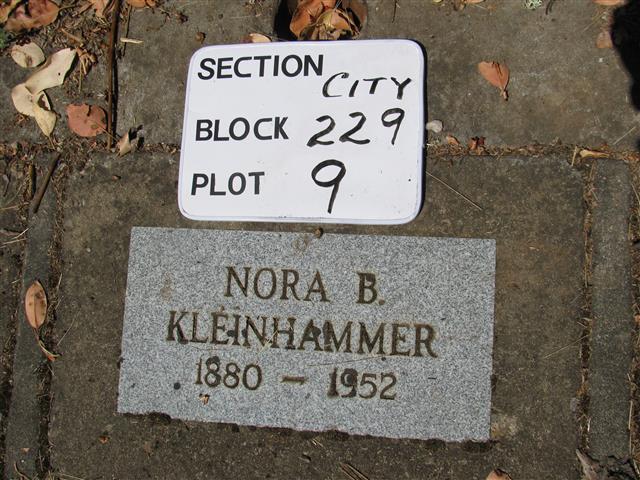 SECTION CITY
BLOCK 229
PLOT 9
NORA B.
KLEINHAMMER
1880 – 1952